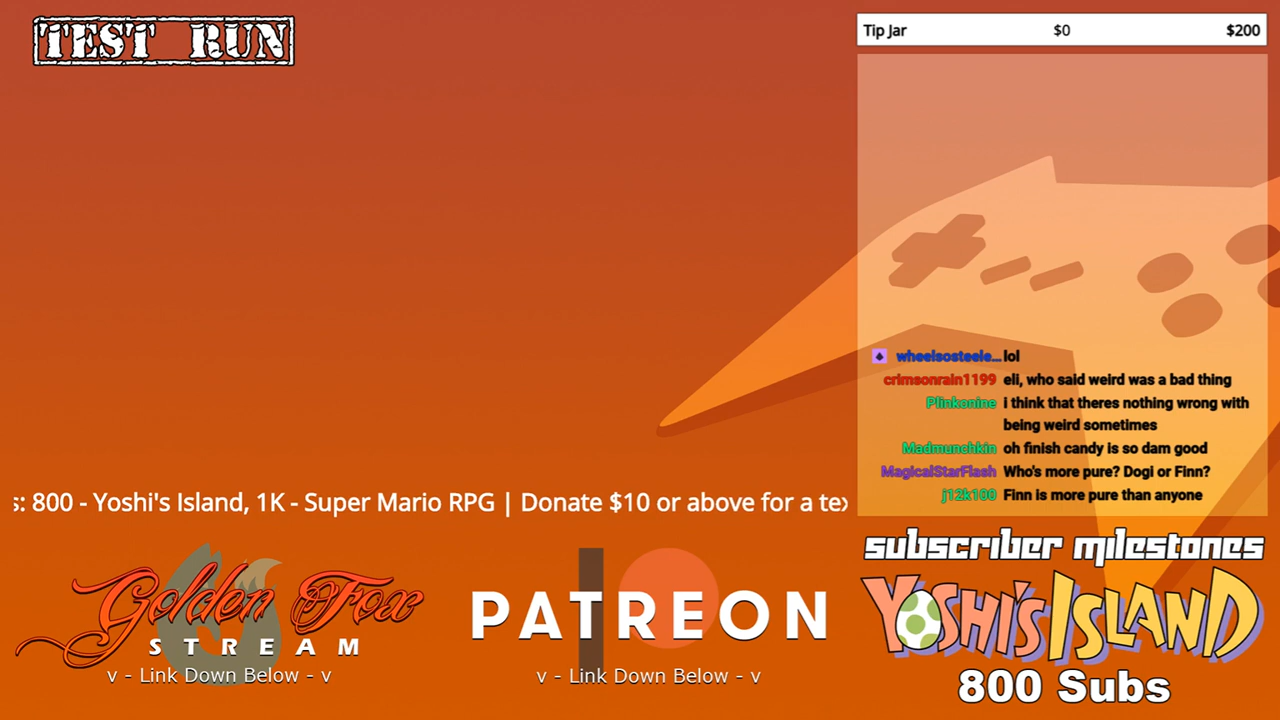 TEST RUN
Tip Jar $0 $200
wheelsosteele... lol
crimsonrain1199 eli, who said weird was a bad thing
Plinkonine i think that theres nothing wrong with
being weird sometimes
Madmunchkin oh finish candy is so dam good
MagicalStarFlash Who's more pure? Dogi or Finn?
j12k100 Finn is more pure than anyone
s: 800 - Yoshi's Island, 1K - Super Mario RPG | Donate $10 or above for a tex
Golden Fox
STREAM
v - Link Down Below - v
PATREON
v - Link Down Below - v
subscriber milestones
YOSHI'S ISLAND
800 Subs